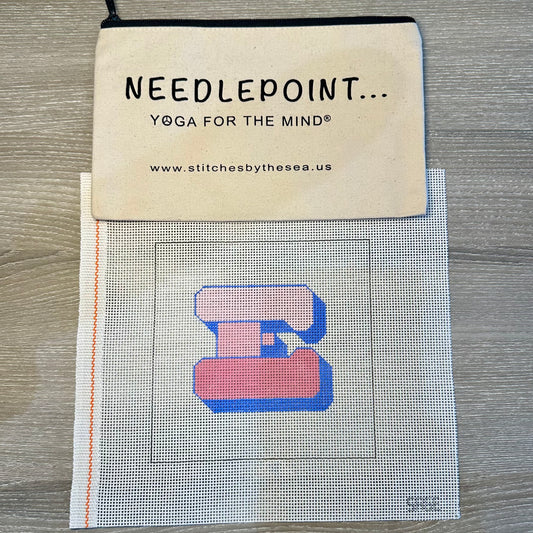 NEEDLEPOINT...
YOGA FOR THE MIND®
www.stitchesbythesea.us
E